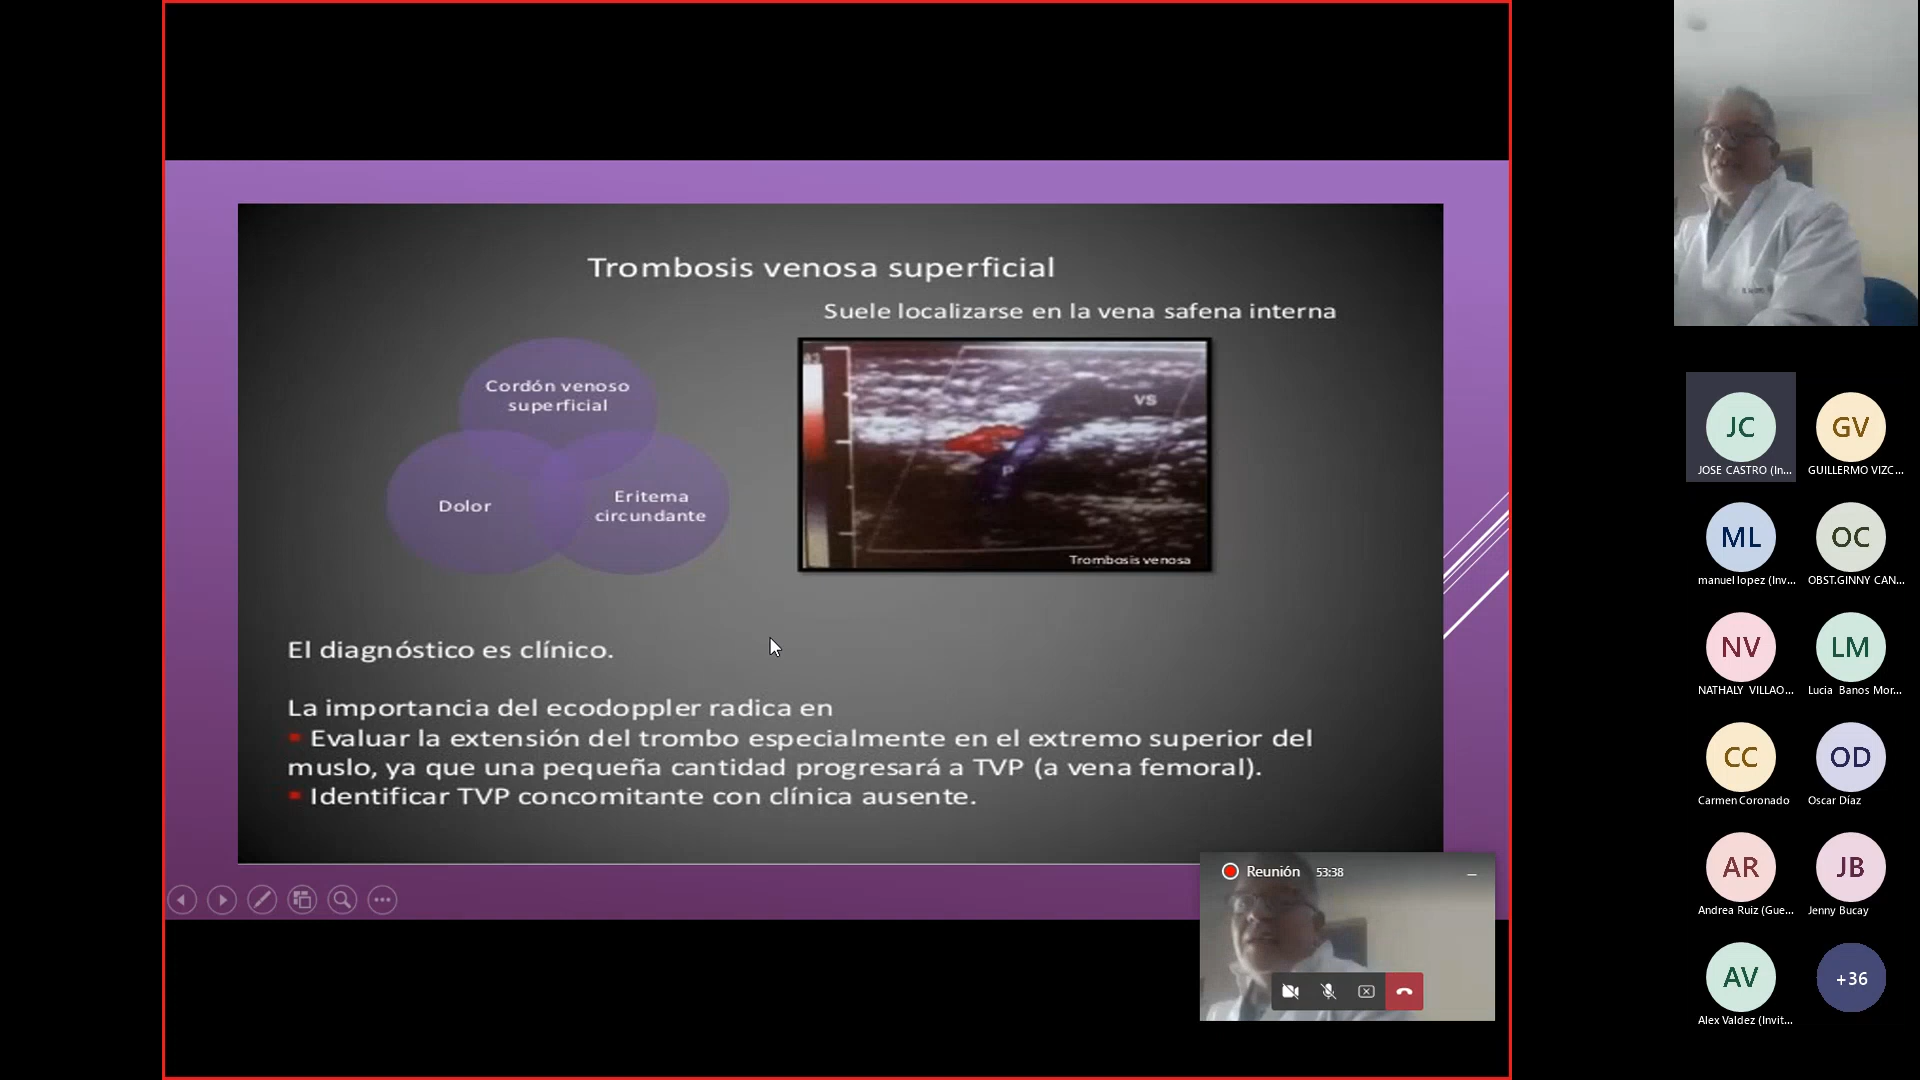 Trombosis venosa superficial
Suele localizarse en la vena safena interna
Cordón venoso
superficial
Dolor
Eritema
circundante
VS
P
Trombosis venosa
El diagnóstico es clínico.
La importancia del ecodoppler radica en
Evaluar la extensión del trombo especialmente en el extremo superior del
muslo, ya que una pequeña cantidad progresará a TVP (a vena femoral).
Identificar TVP concomitante con clínica ausente.
Reunión 53:38
JC
JOSE CASTRO (In...
GV
GUILLERMO VIZC...
ML
manuel lopez (Inv...
OC
OBST.GINNY CAN...
NV
NATHALY VILLAO...
LM
Lucia Banos Mor...
CC
Carmen Coronado
OD
Oscar Díaz
AR
Andrea Ruiz (Gue...
JB
Jenny Bucay
AV
Alex Valdez (Invit...
+36